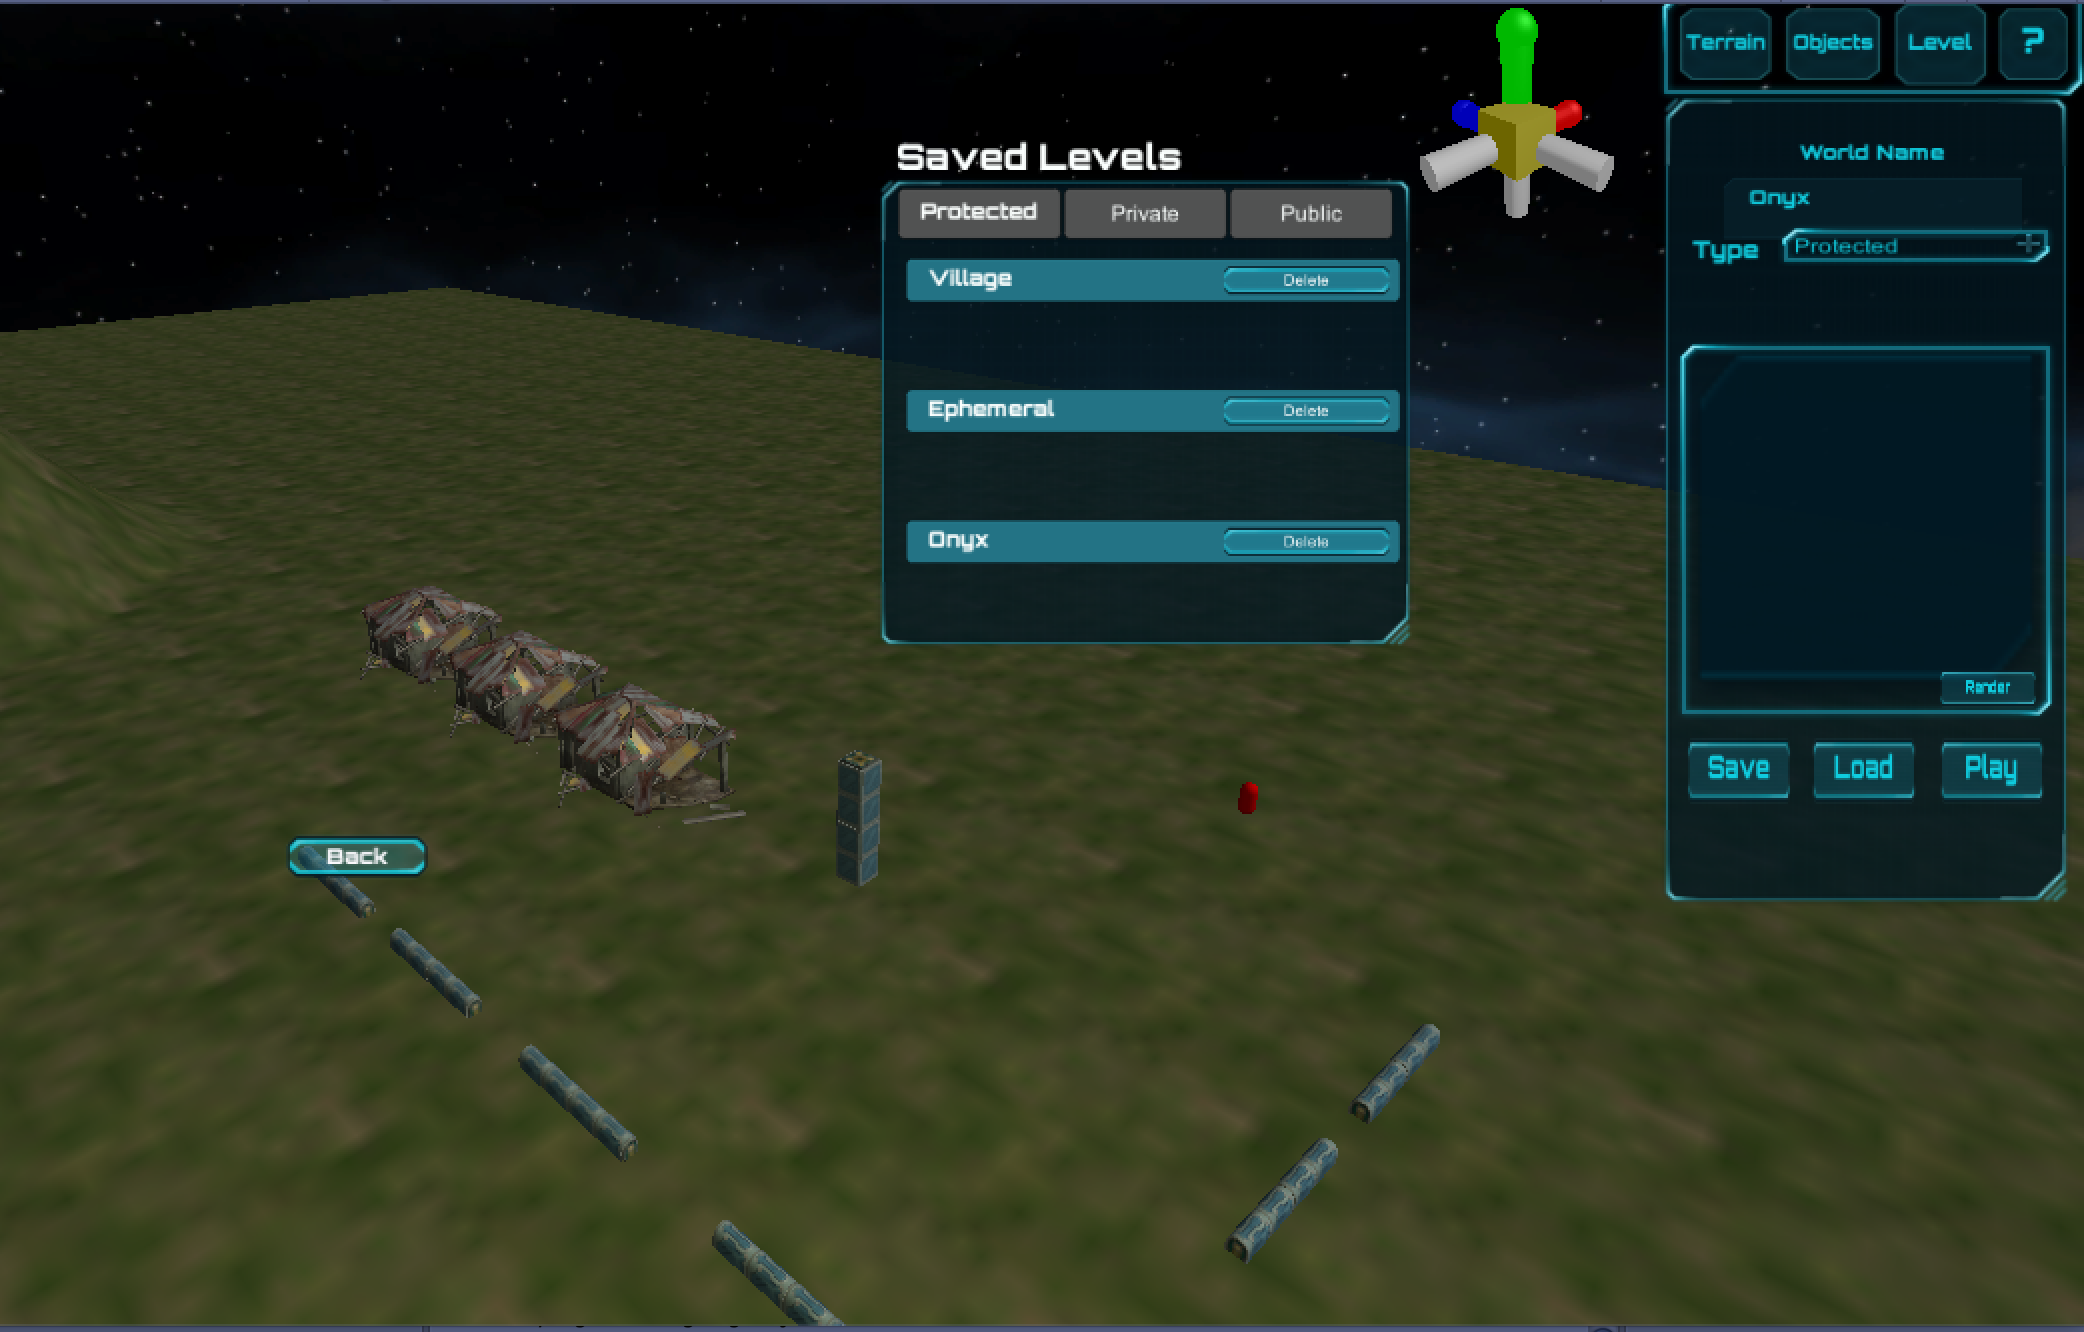 Terrain
Objects
Level
?
Saved Levels
Protected
Private
Public
Village
Delete
Ephemeral
Delete
Onyx
Delete
World Name
Onyx
Type
Protected
+
Render
Save
Load
Play
Back